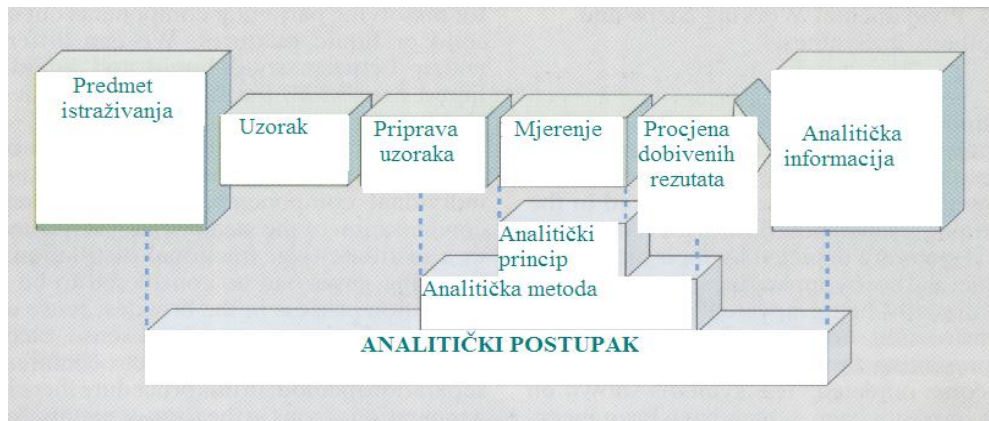 Predmet
istraživanja
Uzorak
Priprava
uzoraka
Mjerenje
Procjena
dobivenih
rezutata
Analitička
informacija
Analitički
princip
Analitička metoda
ANALITIČKI POSTUPAK